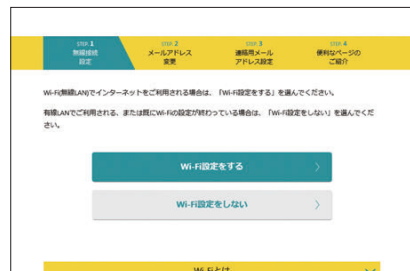 STEP.1
無線接続
設定
STEP.2
メールアドレス
変更
STEP.3
連絡用メール
アドレス設定
STEP.4
便利なページの
ご紹介
Wi-Fi(無線LAN)でインターネットをご利用される場合は、「Wi-Fi設定をする」を選んでください。
有線LANでご利用される、または既にWi-Fiの設定が終わっている場合は、「Wi-Fi設定をしない」を選んでくだ
さい。
Wi-Fi設定をする
Wi-Fi設定をしない
Wi-Fiとは